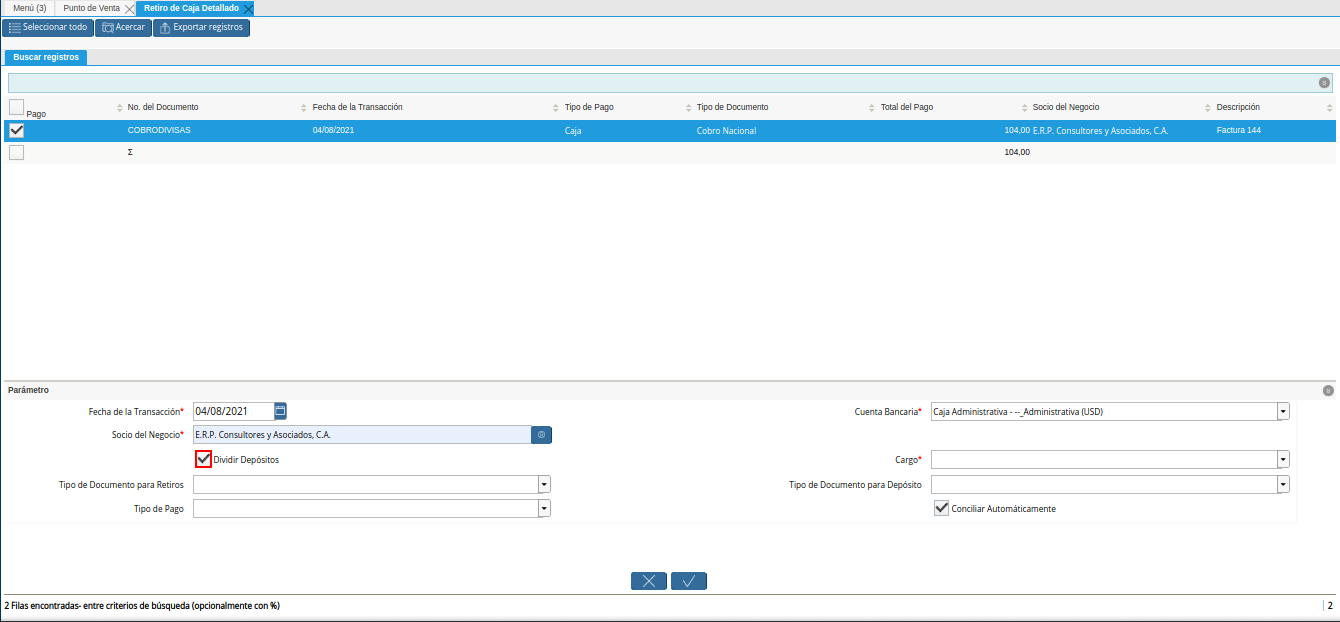 Menú (3) Punto de Venta Retiro de Caja Detallado
Seleccionar todo Acercar Exportar registros
Buscar registros
Pago No. del Documento Fecha de la Transacción Tipo de Pago Tipo de Documento Total del Pago Socio del Negocio Descripción
COBRODIVISAS 04/08/2021 Caja Cobro Nacional 104,00 E.R.P. Consultores y Asociados, C.A. Factura 144
Σ 104,00
Parámetro
Fecha de la Transacción* 04/08/2021 Cuenta Bancaria* Caja Administrativa - --_Administrativa (USD)
Socio del Negocio* E.R.P. Consultores y Asociados, C.A.
Dividir Depósitos Cargo*
Tipo de Documento para Retiros Tipo de Documento para Depósito
Tipo de Pago Conciliar Automáticamente
2 Filas encontradas- entre criterios de búsqueda (opcionalmente con %) 2